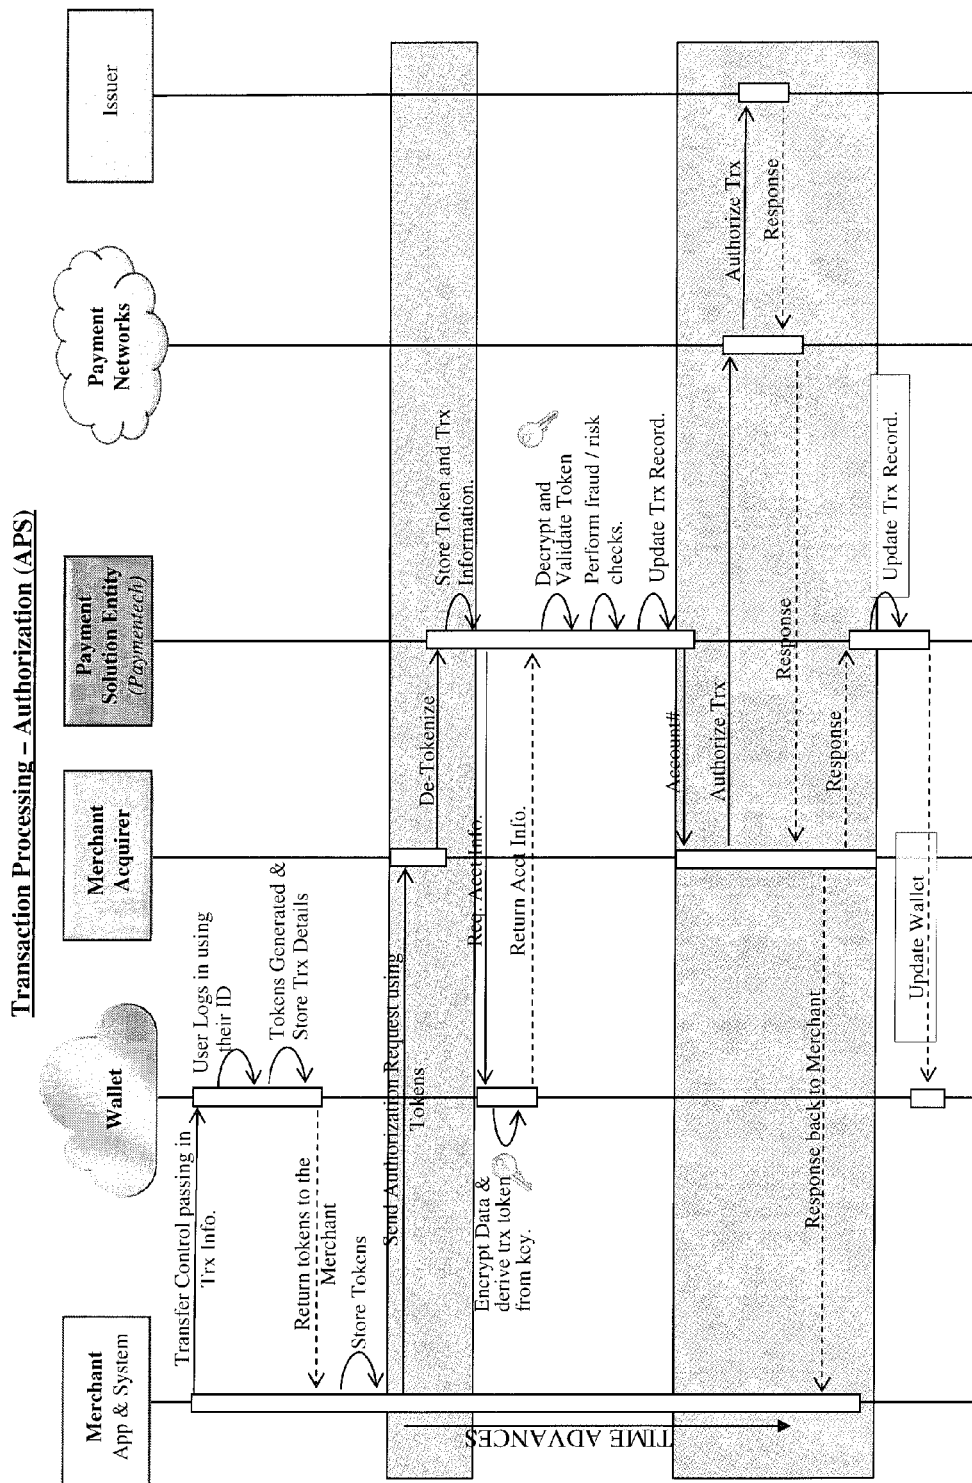 Transaction Processing – Authorization (APS)
Merchant
App & System
Wallet
Merchant
Acquirer
Payment
Solution Entity
(Paymentech)
Payment
Networks
Issuer
Transfer Control passing in
Trx Info.
User Logs in using
their ID
Tokens Generated &
Store Trx Details
Return tokens to the
Merchant
Store Tokens
Send Authorization Request using
Tokens
De-Tokenize
Store Token and Trx
Information.
Req. Acct Info.
Encrypt Data &
derive trx token
from key.
Return Acct Info.
Decrypt and
Validate Token
Perform fraud / risk
checks.
Update Trx Record.
Account#
Authorize Trx
Authorize Trx
Response
Response
Response back to Merchant
Response
Update Trx Record.
Update Wallet
TIME ADVANCES